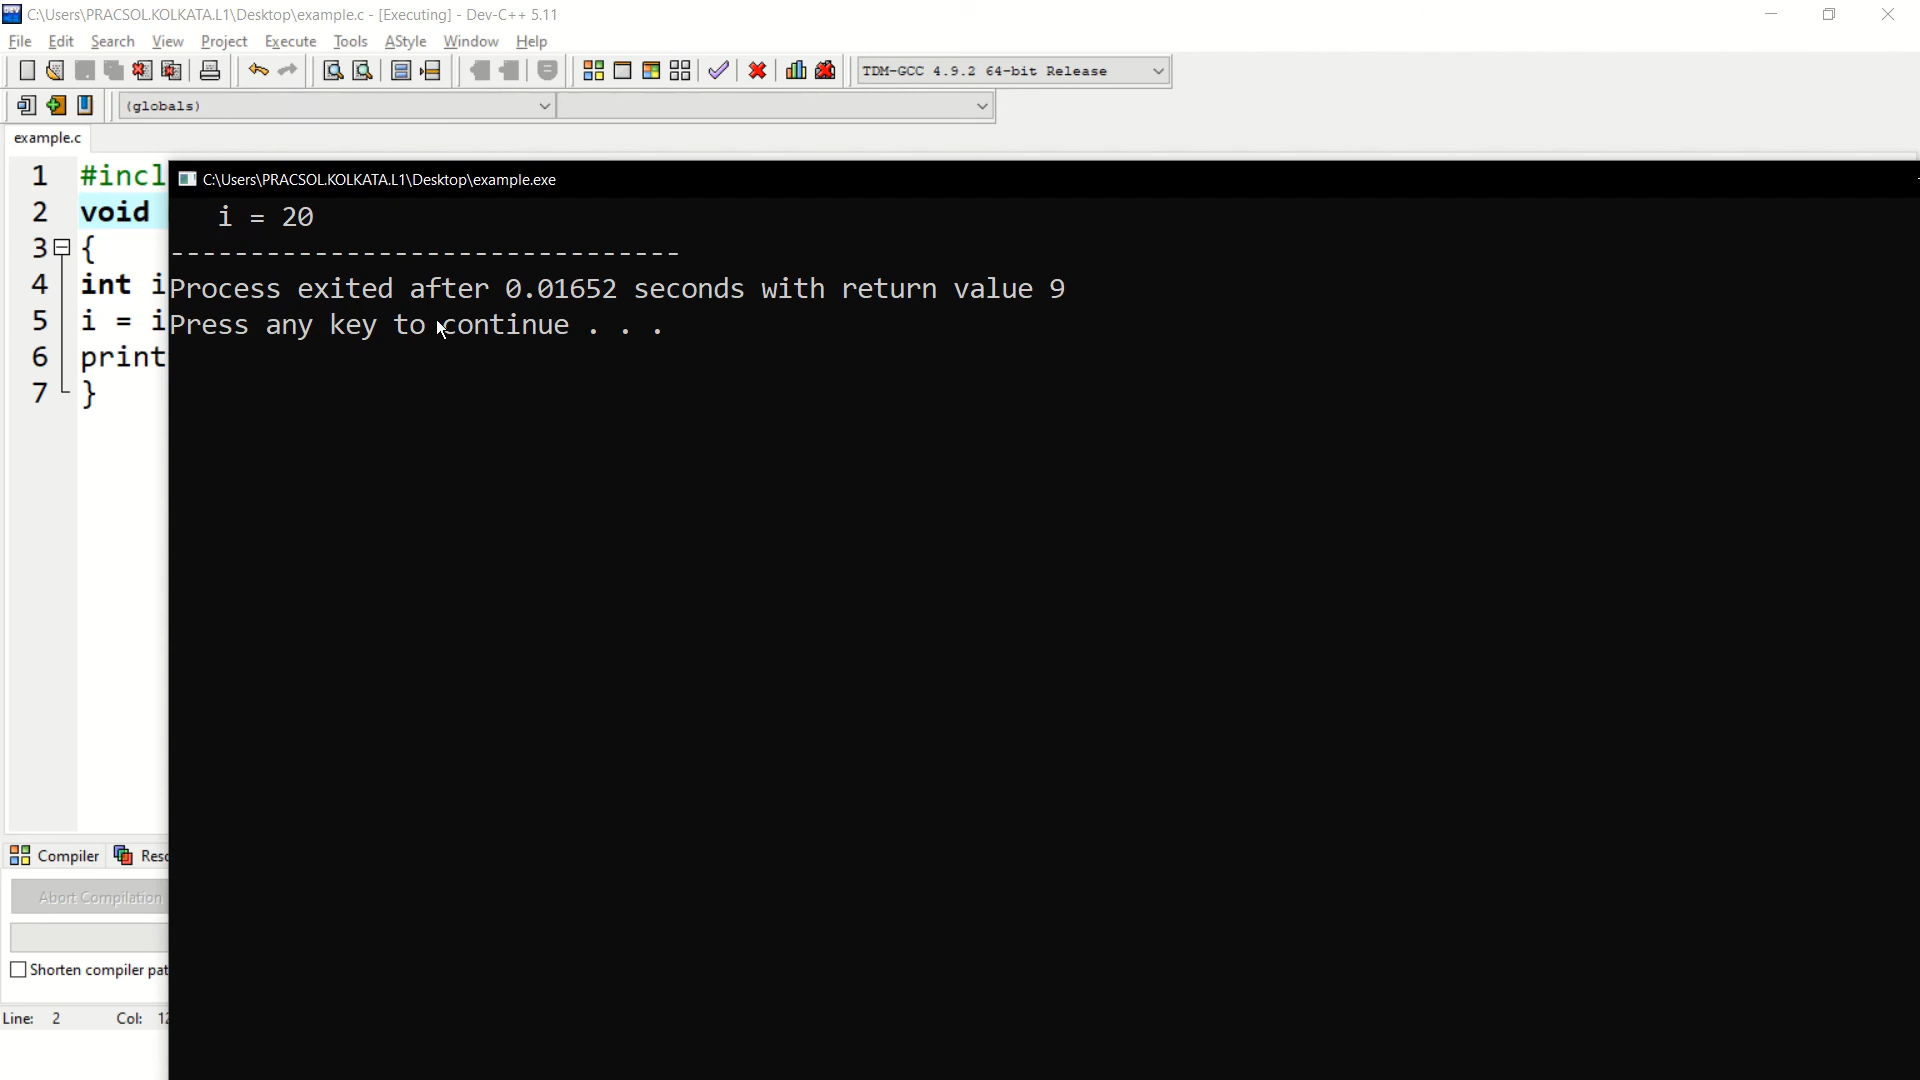 C:\Users\PRACSOL.KOLKATA.L1\Desktop\example.c - [Executing] - Dev-C++ 5.11
File Edit Search View Project Execute Tools AStyle Window Help
TDM-GCC 4.9.2 64-bit Release
(globals)
example.c
C:\Users\PRACSOL.KOLKATA.L1\Desktop\example.exe
i = 20
--------------------------------
Process exited after 0.01652 seconds with return value 9
Press any key to continue . . .
1 #incl
2 void
3 {
4 int i
5 i = i
6 print
7 }
Compiler Reso
Abort Compilation
Shorten compiler pat
Line: 2 Col: 12